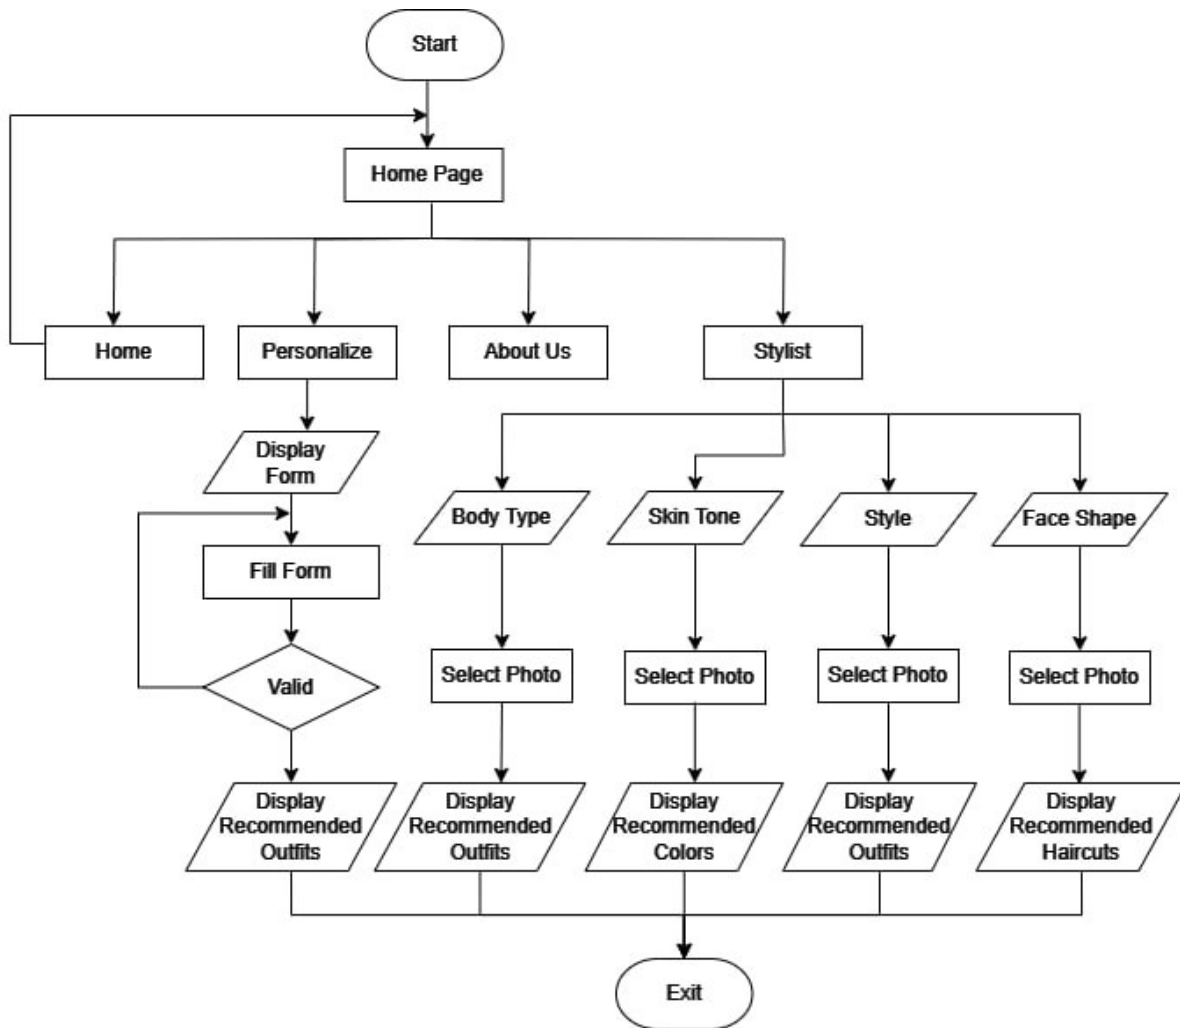 Start
Home Page
Home
Personalize
About Us
Stylist
Display
Form
Body Type
Skin Tone
Style
Face Shape
Fill Form
Valid
Select Photo
Select Photo
Select Photo
Select Photo
Display
Recommended
Outfits
Display
Recommended
Outfits
Display
Recommended
Colors
Display
Recommended
Outfits
Display
Recommended
Haircuts
Exit